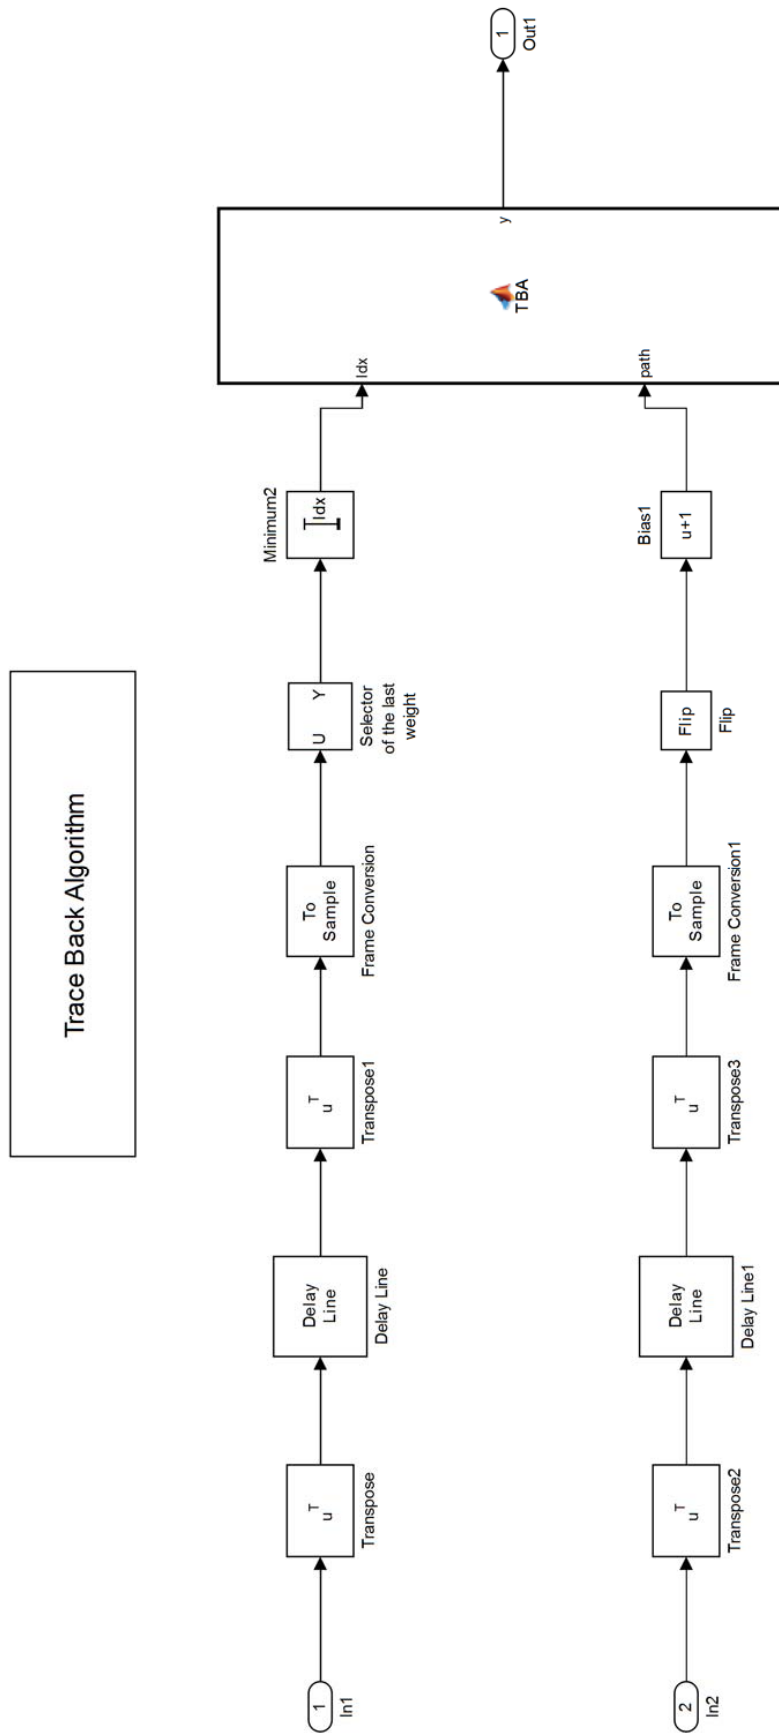 Trace Back Algorithm
1
In1
u^T
Transpose
Delay
Line
Delay Line
u^T
Transpose1
To
Sample
Frame Conversion
U Y
Selector
of the last
weight
Minimum2
Idx
2
In2
u^T
Transpose2
Delay
Line
Delay Line1
u^T
Transpose3
To
Sample
Frame Conversion1
Flip
Flip
Bias1
u+1
Idx
path
TBA
y
1
Out1